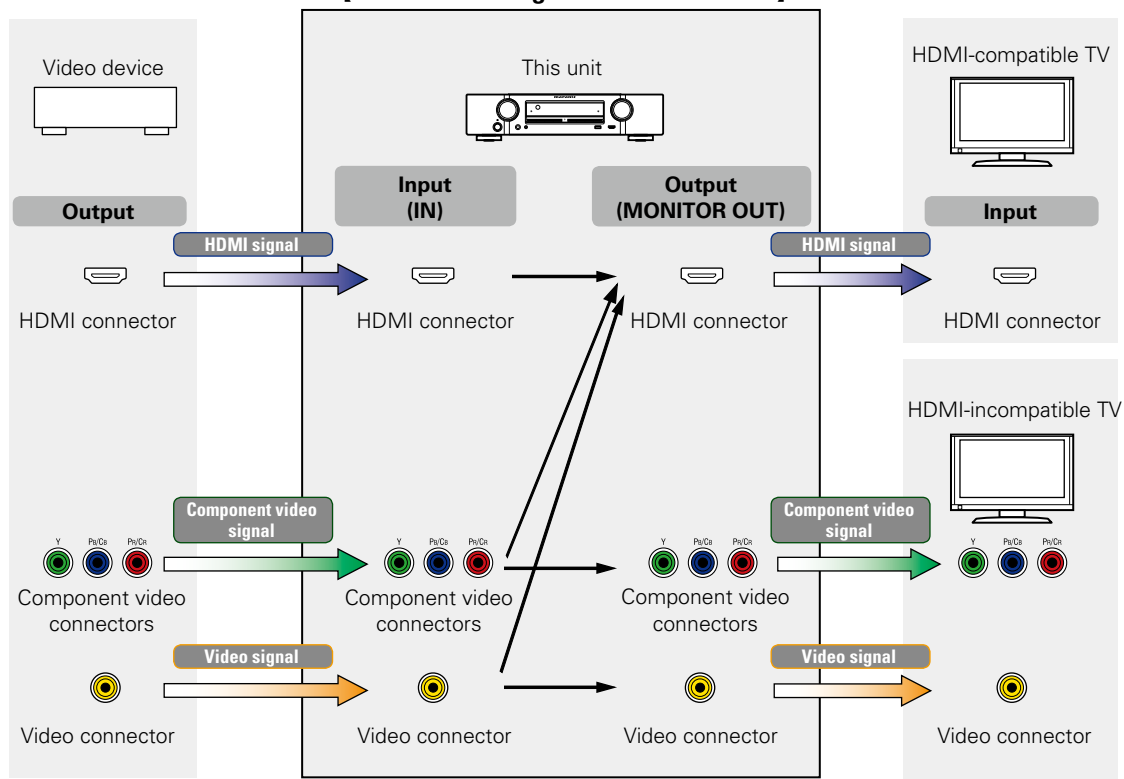 Video device
This unit
HDMI-compatible TV
Output
Input
(IN)
Output
(MONITOR OUT)
Input
HDMI signal
HDMI signal
HDMI connector
HDMI connector
HDMI connector
HDMI connector
HDMI-incompatible TV
Component video
signal
Component video
signal
Y PB/CB PR/CR
Y PB/CB PR/CR
Y PB/CB PR/CR
Y PB/CB PR/CR
Component video
connectors
Component video
connectors
Component video
connectors
Video signal
Video signal
Video connector
Video connector
Video connector
Video connector